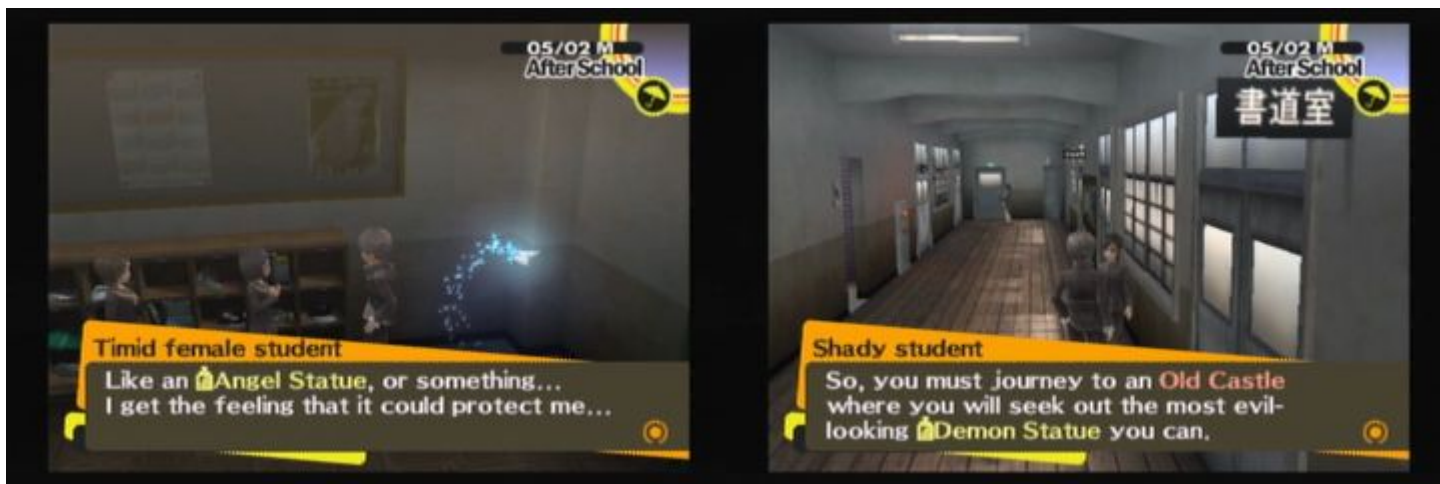 05/02 M
After School
Timid female student
Like an Angel Statue, or something...
I get the feeling that it could protect me...
05/02 M
After School
書道室
Shady student
So, you must journey to an Old Castle
where you will seek out the most evil-
looking Demon Statue you can.